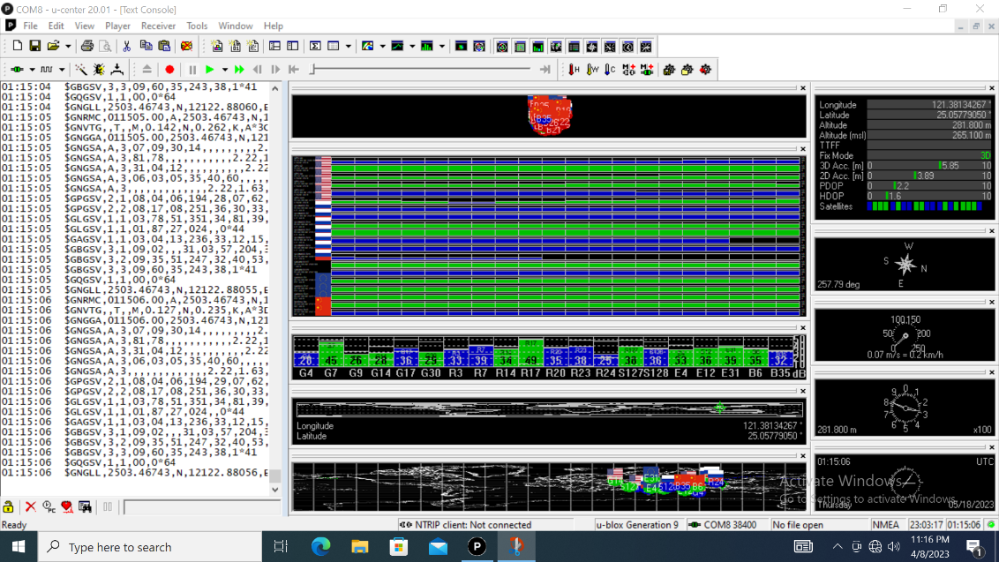 COM8 - u-center 20.01 - [Text Console]
File Edit View Player Receiver Tools Window Help
01:15:04 $GBGSV,3,3,09,60,35,243,38,1*41
01:15:04 $GQGSV,1,1,00,0*64
01:15:04 $GNGLL,2503.46743,N,12122.88060,E
01:15:05 $GNRMC,011505.00,A,2503.46743,N,1
01:15:05 $GNVTG,,T,,M,0.142,N,0.262,K,A*3D
01:15:05 $GNGGA,011505.00,2503.46743,N,121
01:15:05 $GNGSA,A,3,07,09,30,14,,,,,,,,,2.
01:15:05 $GNGSA,A,3,81,78,,,,,,,,,,,2.22,1
01:15:05 $GNGSA,A,3,31,04,12,,,,,,,,,,2.22
01:15:05 $GNGSA,A,3,06,03,05,35,40,60,,,,,
01:15:05 $GNGSA,A,3,,,,,,,,,,,,,2.22,1.63,
01:15:05 $GPGSV,2,1,08,04,06,194,28,07,62,
01:15:05 $GPGSV,2,2,08,17,08,251,36,30,33,
01:15:05 $GLGSV,1,1,03,78,51,351,34,81,39,
01:15:05 $GLGSV,1,1,01,87,27,024,,0*44
01:15:05 $GAGSV,1,1,03,04,13,236,33,12,15,
01:15:05 $GBGSV,3,1,09,02,,,31,03,57,204,3
01:15:05 $GBGSV,3,2,09,35,51,247,32,40,53,
01:15:05 $GBGSV,3,3,09,60,35,243,38,1*41
01:15:05 $GQGSV,1,1,00,0*64
01:15:05 $GNGLL,2503.46743,N,12122.88055,E
01:15:06 $GNRMC,011506.00,A,2503.46743,N,1
01:15:06 $GNVTG,,T,,M,0.127,N,0.235,K,A*3D
01:15:06 $GNGGA,011506.00,2503.46743,N,121
01:15:06 $GNGSA,A,3,07,09,30,14,,,,,,,,,2.
01:15:06 $GNGSA,A,3,81,78,,,,,,,,,,,2.22,1
01:15:06 $GNGSA,A,3,31,04,12,,,,,,,,,,2.22
01:15:06 $GNGSA,A,3,06,03,05,35,40,60,,,,,
01:15:06 $GNGSA,A,3,,,,,,,,,,,,,2.22,1.63,
01:15:06 $GPGSV,2,1,08,04,06,194,29,07,62,
01:15:06 $GPGSV,2,2,08,17,08,251,36,30,33,
01:15:06 $GLGSV,1,1,03,78,51,351,34,81,39,
01:15:06 $GLGSV,1,1,01,87,27,024,,0*44
01:15:06 $GAGSV,1,1,03,04,13,236,33,12,15,
01:15:06 $GBGSV,3,1,09,02,,,31,03,57,204,3
01:15:06 $GBGSV,3,2,09,35,51,247,32,40,53,
01:15:06 $GBGSV,3,3,09,60,35,243,38,1*41
01:15:06 $GQGSV,1,1,00,0*64
01:15:06 $GNGLL,2503.46743,N,12122.88056,E
28 45 26 28 36 29 33 39 34 49 35 38 25 38 36 33 36 39 35 32
G4 G7 G9 G14 G17 G30 R3 R7 R14 R17 R20 R23 R24 S127 S128 E4 E12 E31 B6 B35 dB
Longitude 121.38134267 °
Latitude 25.05779050 °
Longitude 121.38134267 °
Latitude 25.05779050 °
Altitude 281.800 m
Altitude (msl) 265.100 m
TTFF
Fix Mode 3D
3D Acc. [m] 0 5.85 10
2D Acc. [m] 0 3.89 10
PDOP 0 2.2 10
HDOP 0 1.6 10
Satellites
W
S N
E
257.79 deg
100.150
50 200
0 250
0.07 m/s = 0.2 km/h
0 1 2 3 4 5 6 7 8 9
281.800 m x100
01:15:06 UTC
Thursday 05/18/2023
Activate Windows
Go to Settings to activate Windows.
Ready NTRIP client: Not connected u-blox Generation 9 COM8 38400 No file open NMEA 23:03:17 01:15:06
Type here to search
11:16 PM
4/8/2023
1